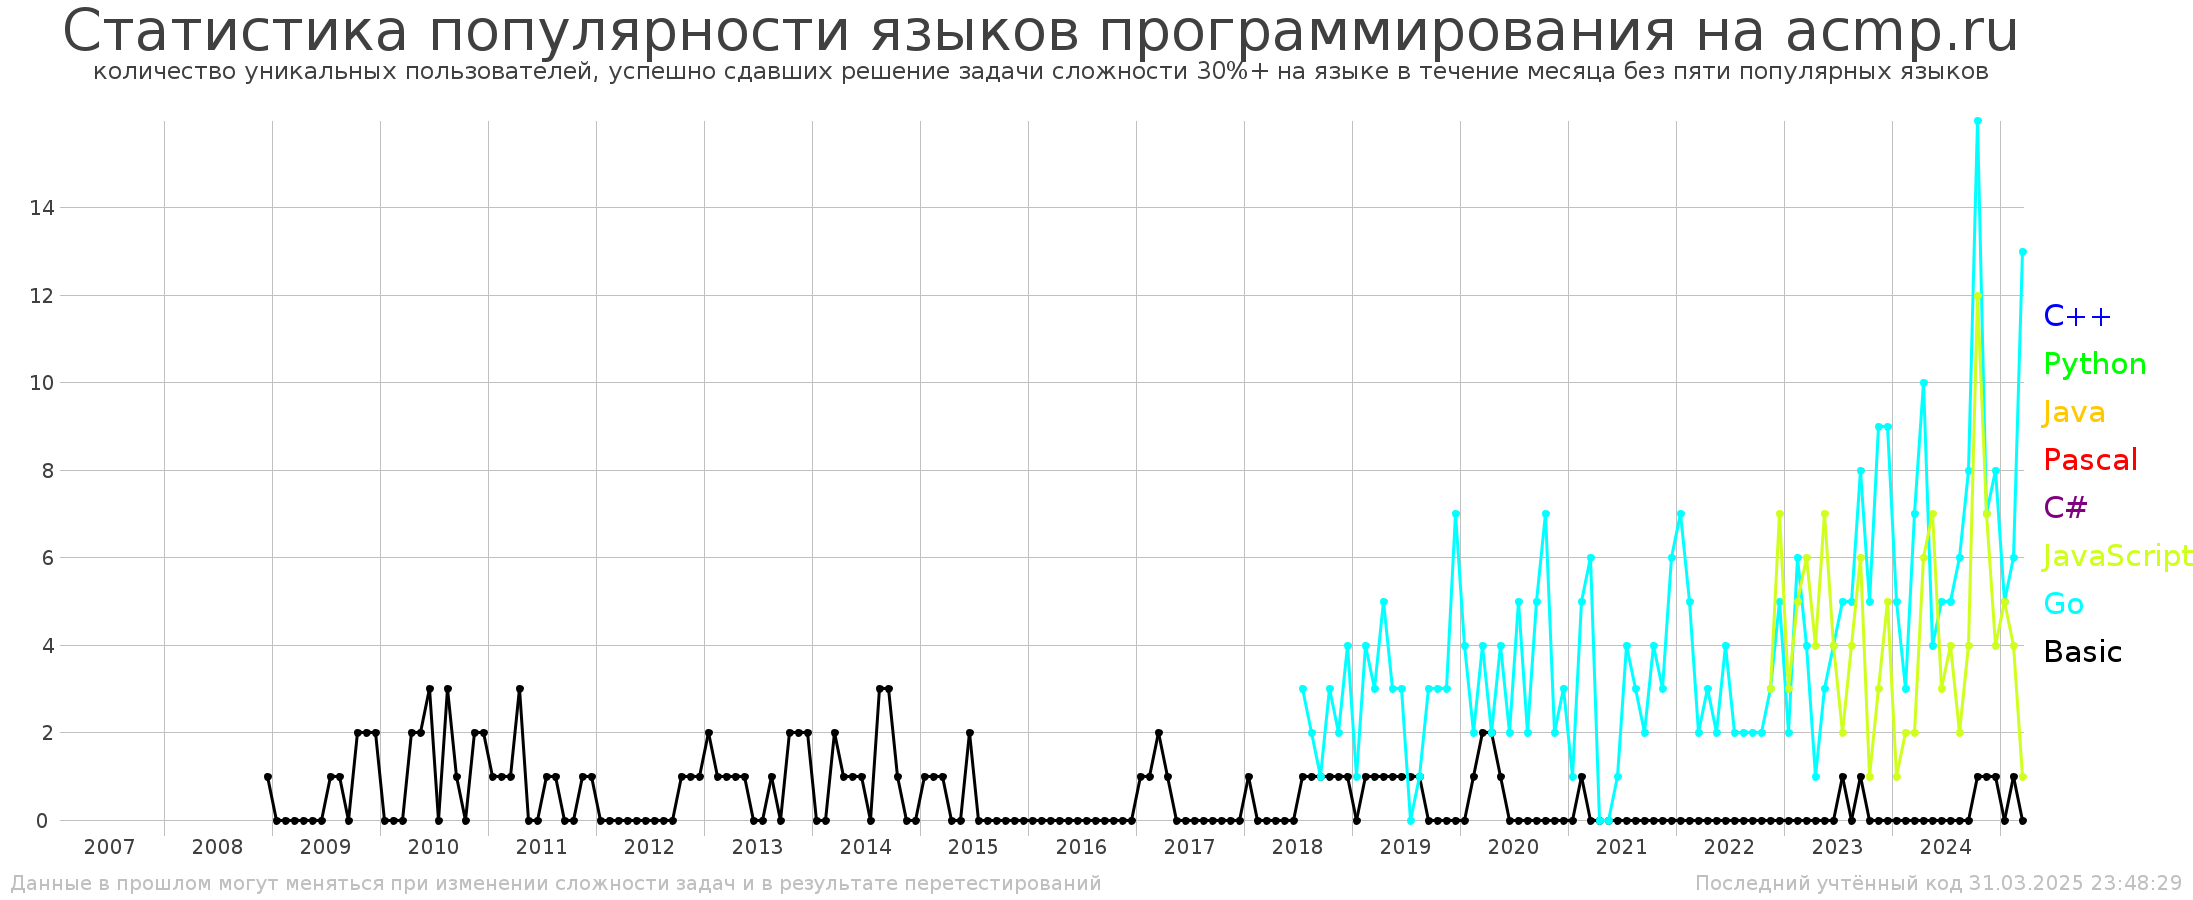 Статистика популярности языков программирования на acmp.ru
количество уникальных пользователей, успешно сдавших решение задачи сложности 30%+ на языке в течение месяца без пяти популярных языков
14
12
10
8
6
4
2
0
C++
Python
Java
Pascal
C#
JavaScript
Go
Basic
2007 2008 2009 2010 2011 2012 2013 2014 2015 2016 2017 2018 2019 2020 2021 2022 2023 2024
Данные в прошлом могут меняться при изменении сложности задач и в результате перетестирований
Последний учтённый код 31.03.2025 23:48:29